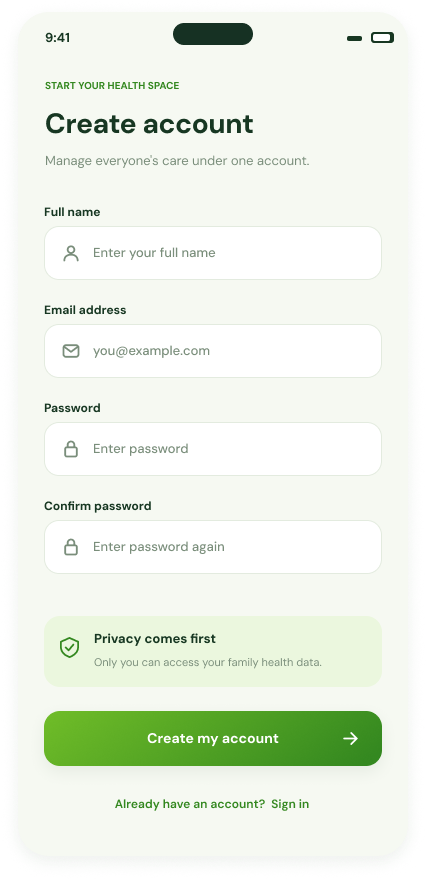 9:41
START YOUR HEALTH SPACE
Create account
Manage everyone's care under one account.
Full name
Enter your full name
Email address
you@example.com
Password
Enter password
Confirm password
Enter password again
Privacy comes first
Only you can access your family health data.
Create my account
Already have an account? Sign in